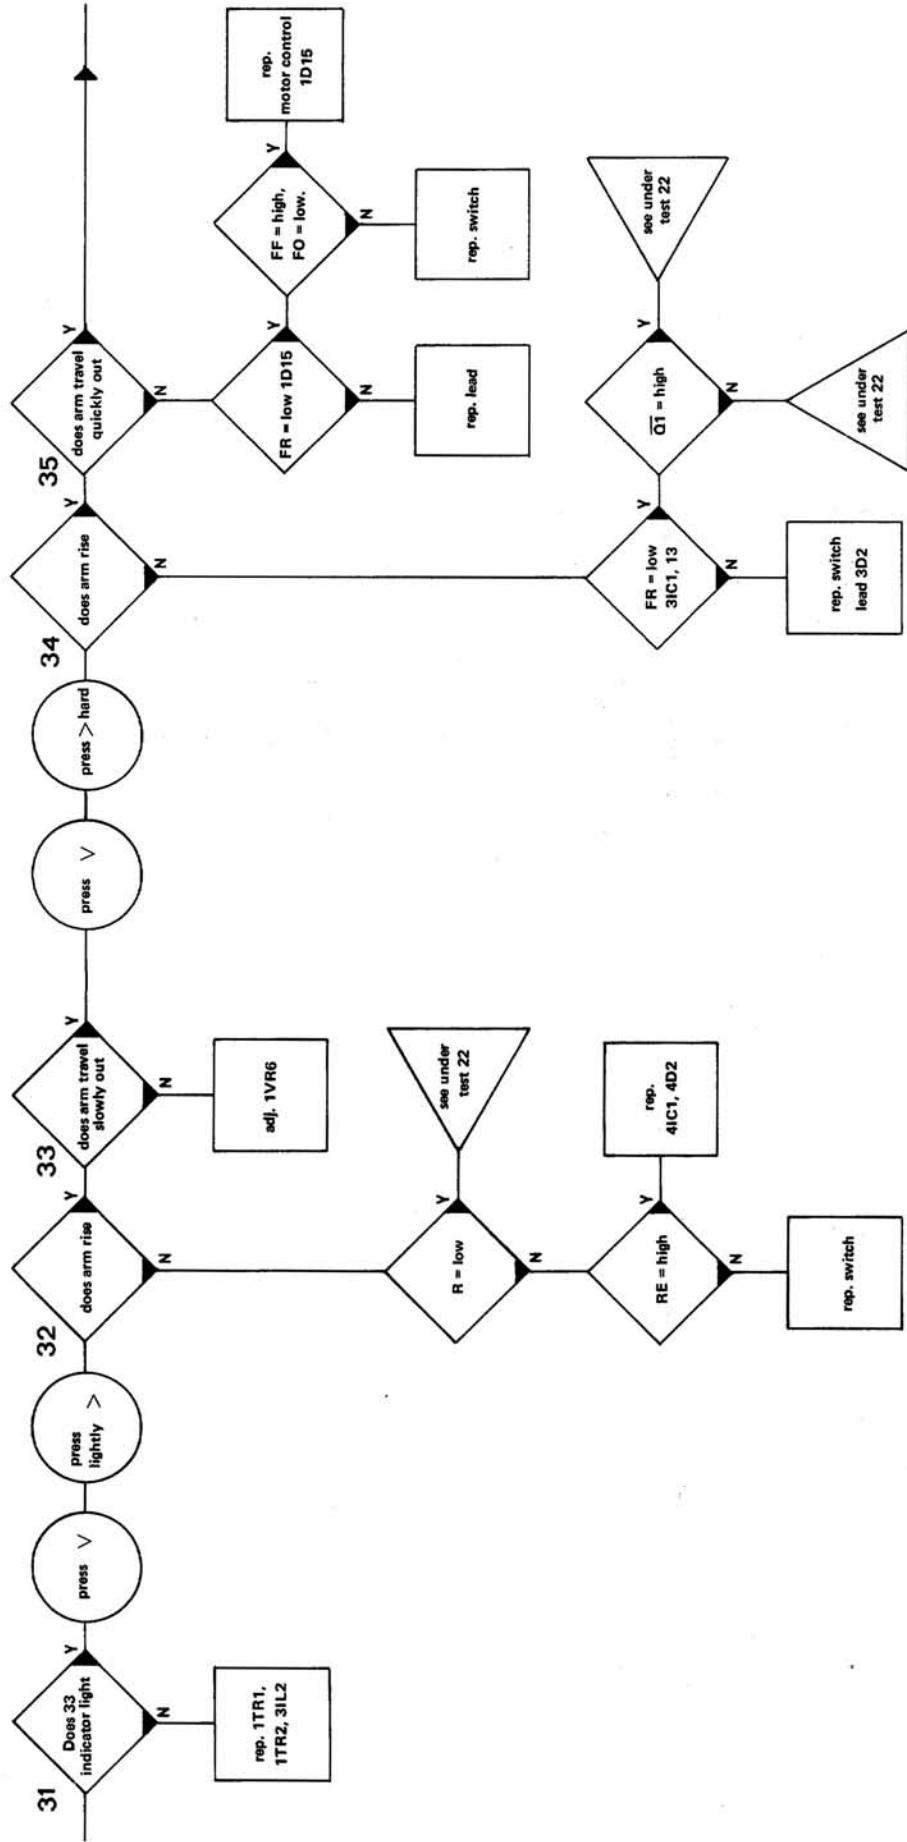 31
Does 33
indicator light
Y
N
rep. 1TR1,
1TR2, 3IL2
press ∨
press
lightly >
32
does arm rise
Y
N
R = low
Y
N
see under
test 22
RE = high
Y
N
rep.
4IC1, 4D2
rep. switch
33
does arm travel
slowly out
Y
N
adj. 1VR6
press ∨
press > hard
34
does arm rise
Y
N
FR = low
3IC1, 13
Y
N
rep. switch
lead 3D2
Q̅1̅ = high
Y
N
see under
test 22
see under
test 22
35
does arm travel
quickly out
Y
N
FR = low 1D15
Y
N
rep. lead
FF = high,
FO = low.
Y
N
rep.
motor control
1D15
rep. switch